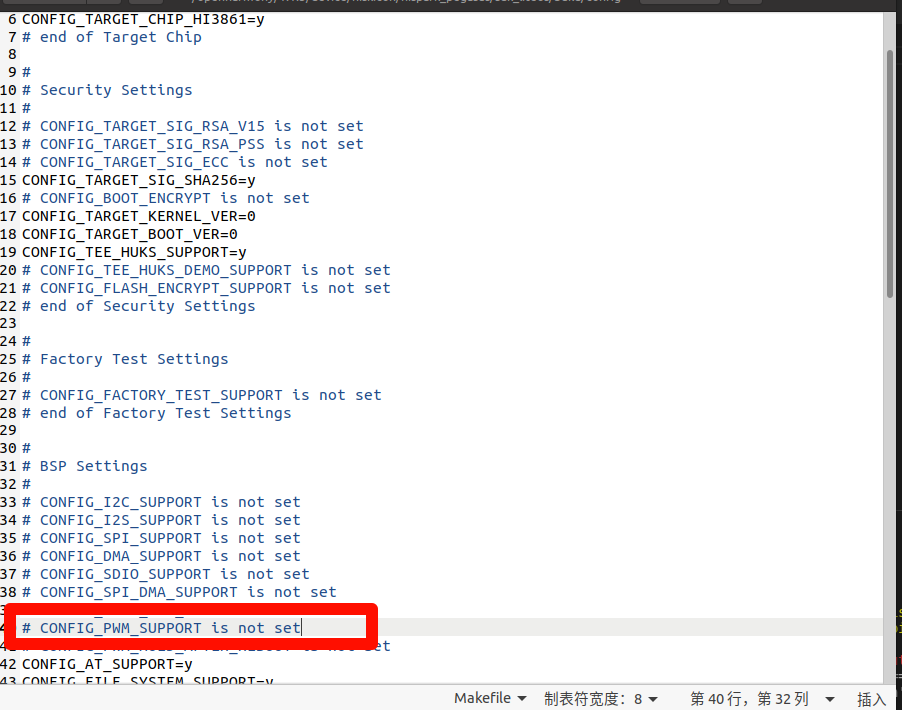 6 CONFIG_TARGET_CHIP_HI3861=y
7 # end of Target Chip
8
9 #
10 # Security Settings
11 #
12 # CONFIG_TARGET_SIG_RSA_V15 is not set
13 # CONFIG_TARGET_SIG_RSA_PSS is not set
14 # CONFIG_TARGET_SIG_ECC is not set
15 CONFIG_TARGET_SIG_SHA256=y
16 # CONFIG_BOOT_ENCRYPT is not set
17 CONFIG_TARGET_KERNEL_VER=0
18 CONFIG_TARGET_BOOT_VER=0
19 CONFIG_TEE_HUKS_SUPPORT=y
20 # CONFIG_TEE_HUKS_DEMO_SUPPORT is not set
21 # CONFIG_FLASH_ENCRYPT_SUPPORT is not set
22 # end of Security Settings
23
24 #
25 # Factory Test Settings
26 #
27 # CONFIG_FACTORY_TEST_SUPPORT is not set
28 # end of Factory Test Settings
29
30 #
31 # BSP Settings
32 #
33 # CONFIG_I2C_SUPPORT is not set
34 # CONFIG_I2S_SUPPORT is not set
35 # CONFIG_SPI_SUPPORT is not set
36 # CONFIG_DMA_SUPPORT is not set
37 # CONFIG_SDIO_SUPPORT is not set
38 # CONFIG_SPI_DMA_SUPPORT is not set
# CONFIG_PWM_SUPPORT is not set
set
42 CONFIG_AT_SUPPORT=y
43 CONFIG_FILE_SYSTEM_SUPPORT=y
Makefile 制表符宽度：8 第 40 行，第 32 列 插入